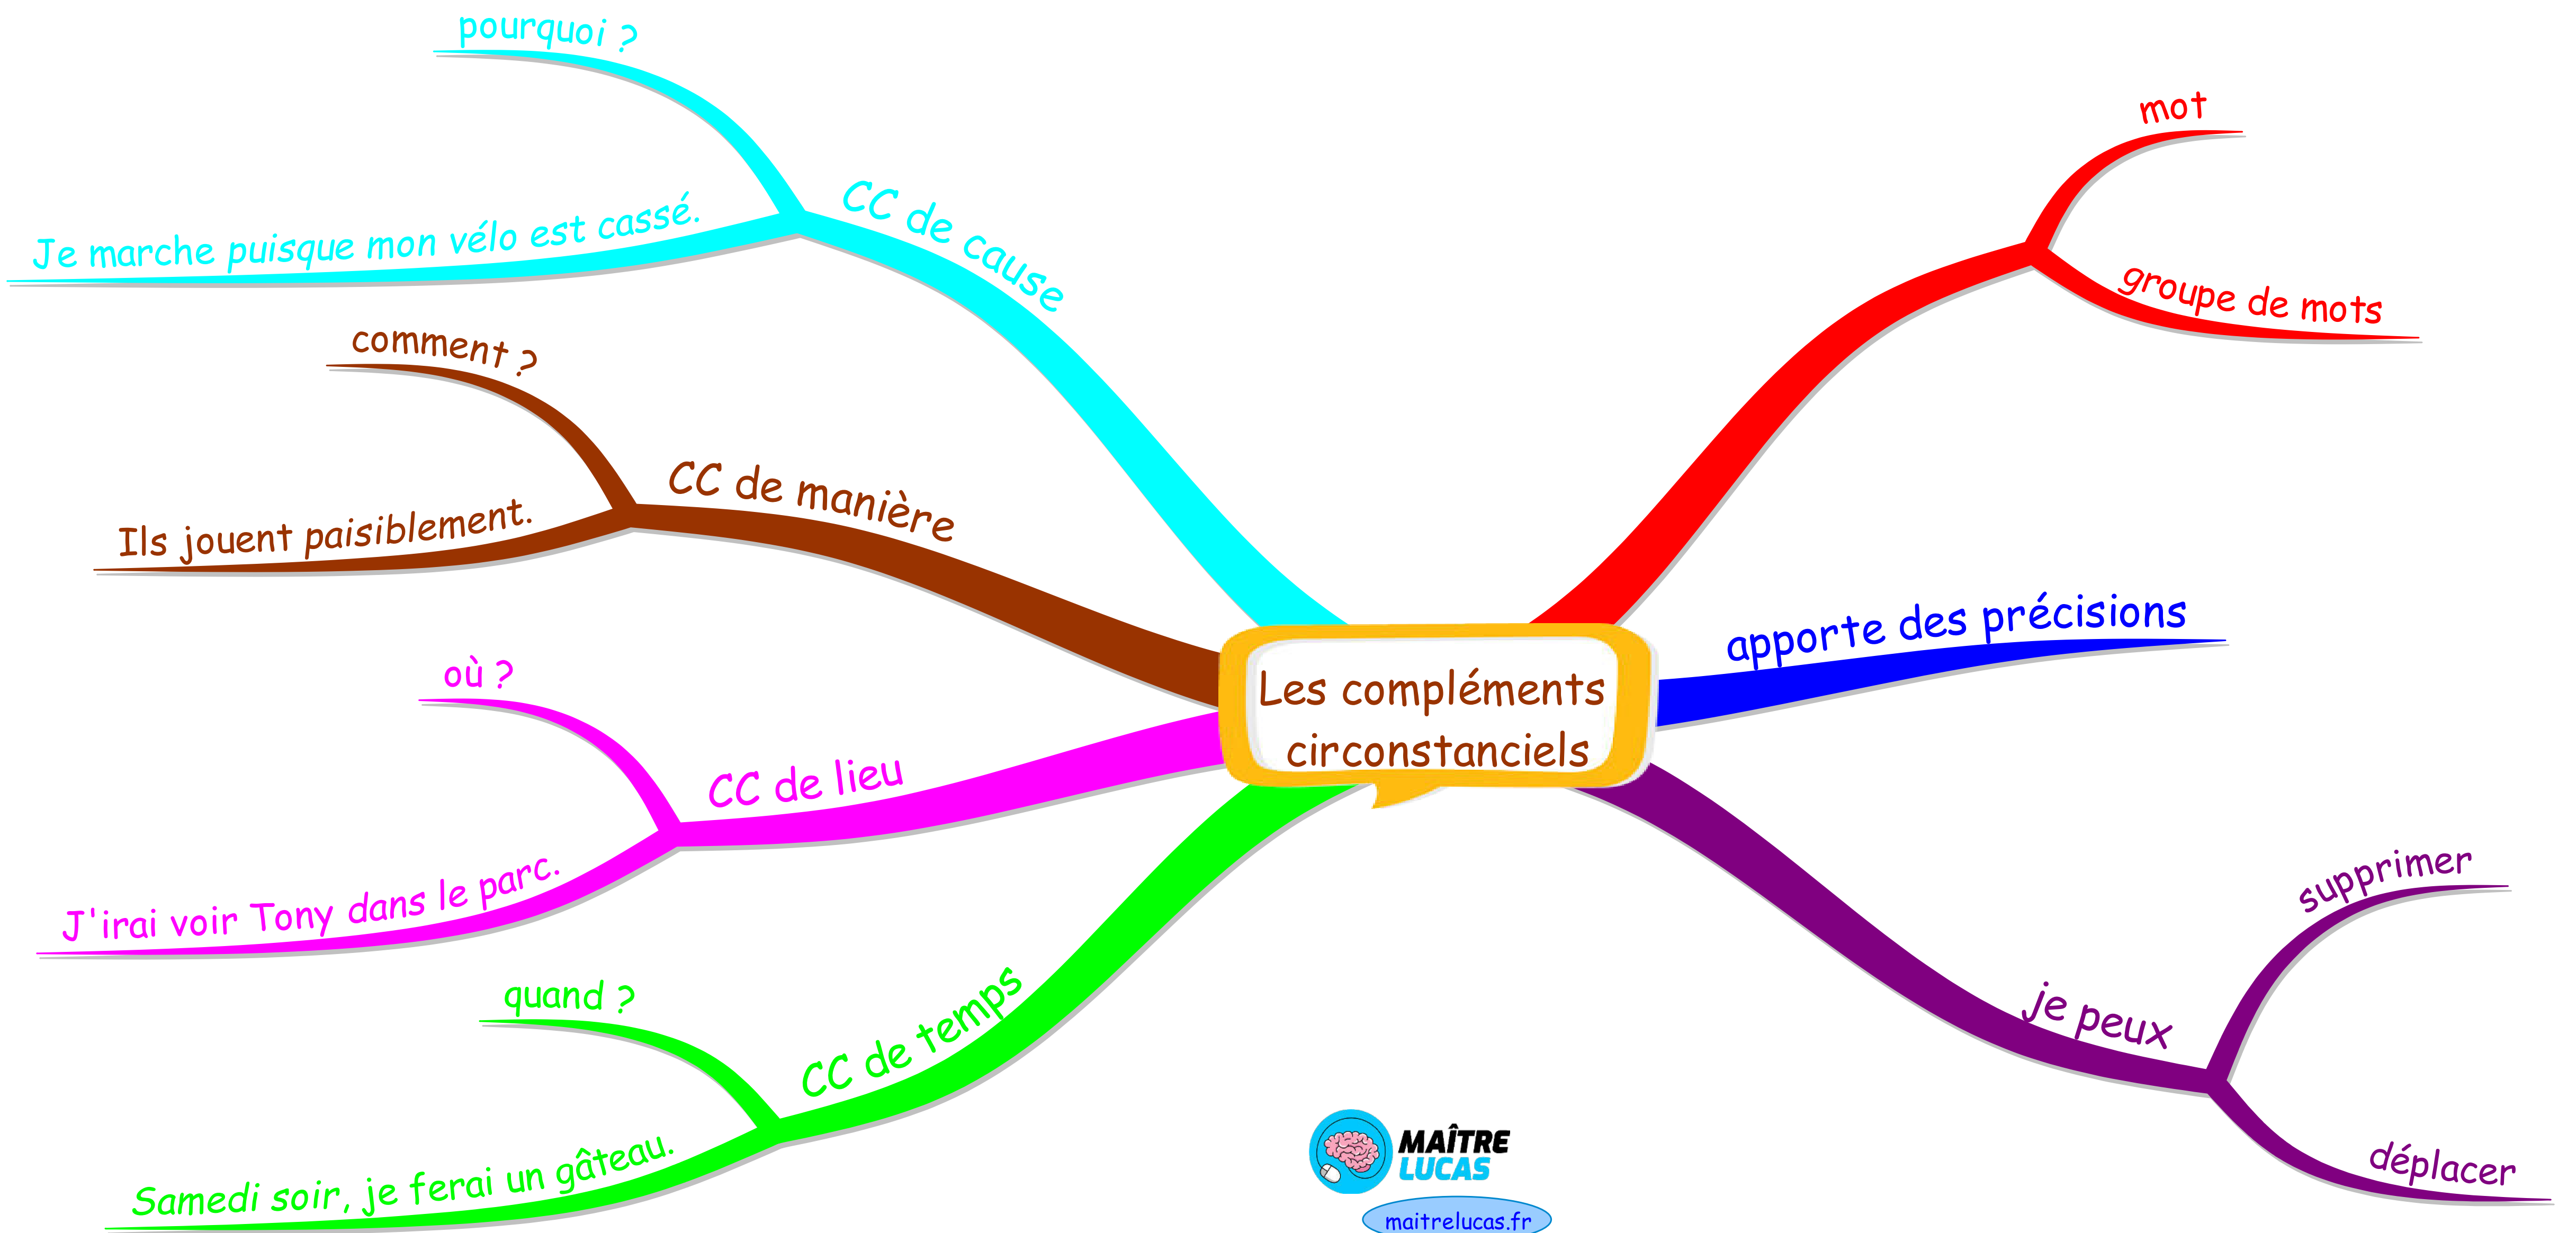 Les compléments
circonstanciels
mot
groupe de mots
apporte des précisions
je peux
supprimer
déplacer
CC de cause
pourquoi ?
Je marche puisque mon vélo est cassé.
CC de manière
comment ?
Ils jouent paisiblement.
CC de lieu
où ?
J'irai voir Tony dans le parc.
CC de temps
quand ?
Samedi soir, je ferai un gâteau.
MAÎTRE
LUCAS
maitrelucas.fr